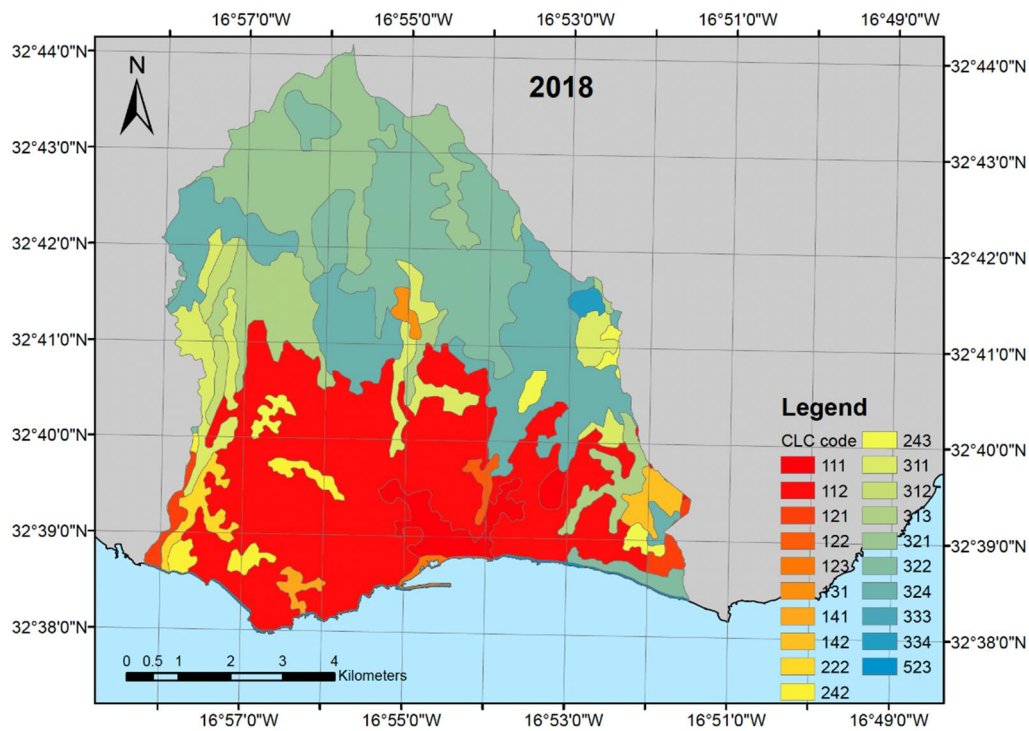 16°57'0"W 16°55'0"W 16°53'0"W 16°51'0"W 16°49'0"W
32°44'0"N 32°44'0"N
N
2018
32°43'0"N 32°43'0"N
32°42'0"N 32°42'0"N
32°41'0"N 32°41'0"N
32°40'0"N 32°40'0"N
32°39'0"N 32°39'0"N
32°38'0"N 32°38'0"N
Legend
CLC code 243
111 311
112 312
121 313
122 321
123 322
131 324
141 333
142 334
222 523
242
0 0.5 1 2 3 4
Kilometers
16°57'0"W 16°55'0"W 16°53'0"W 16°51'0"W 16°49'0"W